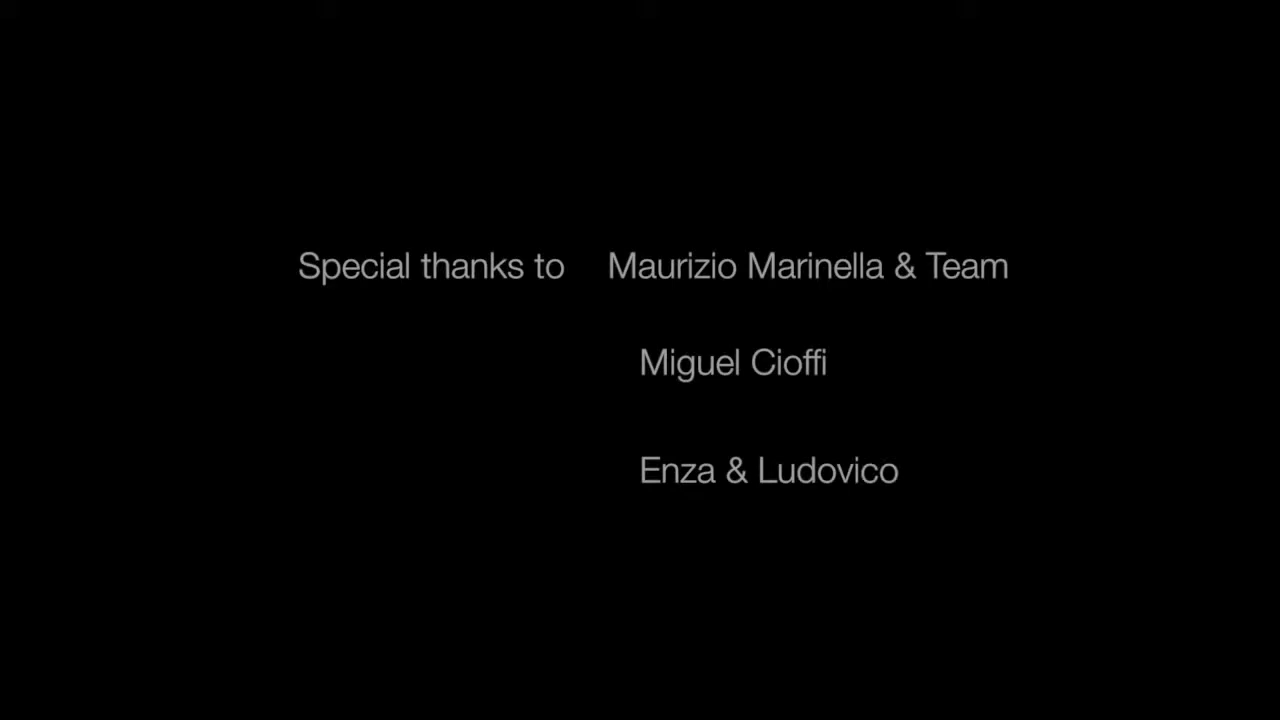 Special thanks to Maurizio Marinella & Team
Miguel Cioffi
Enza & Ludovico